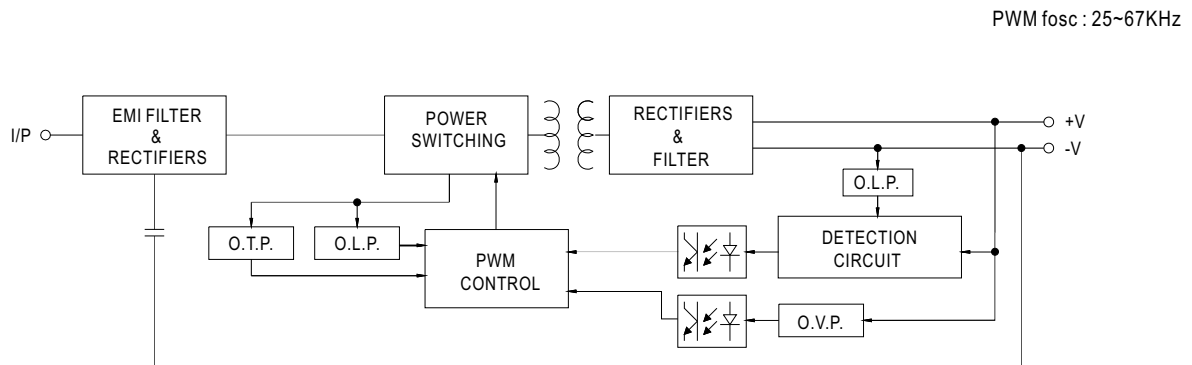 PWM fosc : 25~67KHz
I/P
EMI FILTER
&
RECTIFIERS
POWER
SWITCHING
RECTIFIERS
&
FILTER
+V
-V
O.L.P.
O.T.P.
O.L.P.
PWM
CONTROL
DETECTION
CIRCUIT
O.V.P.